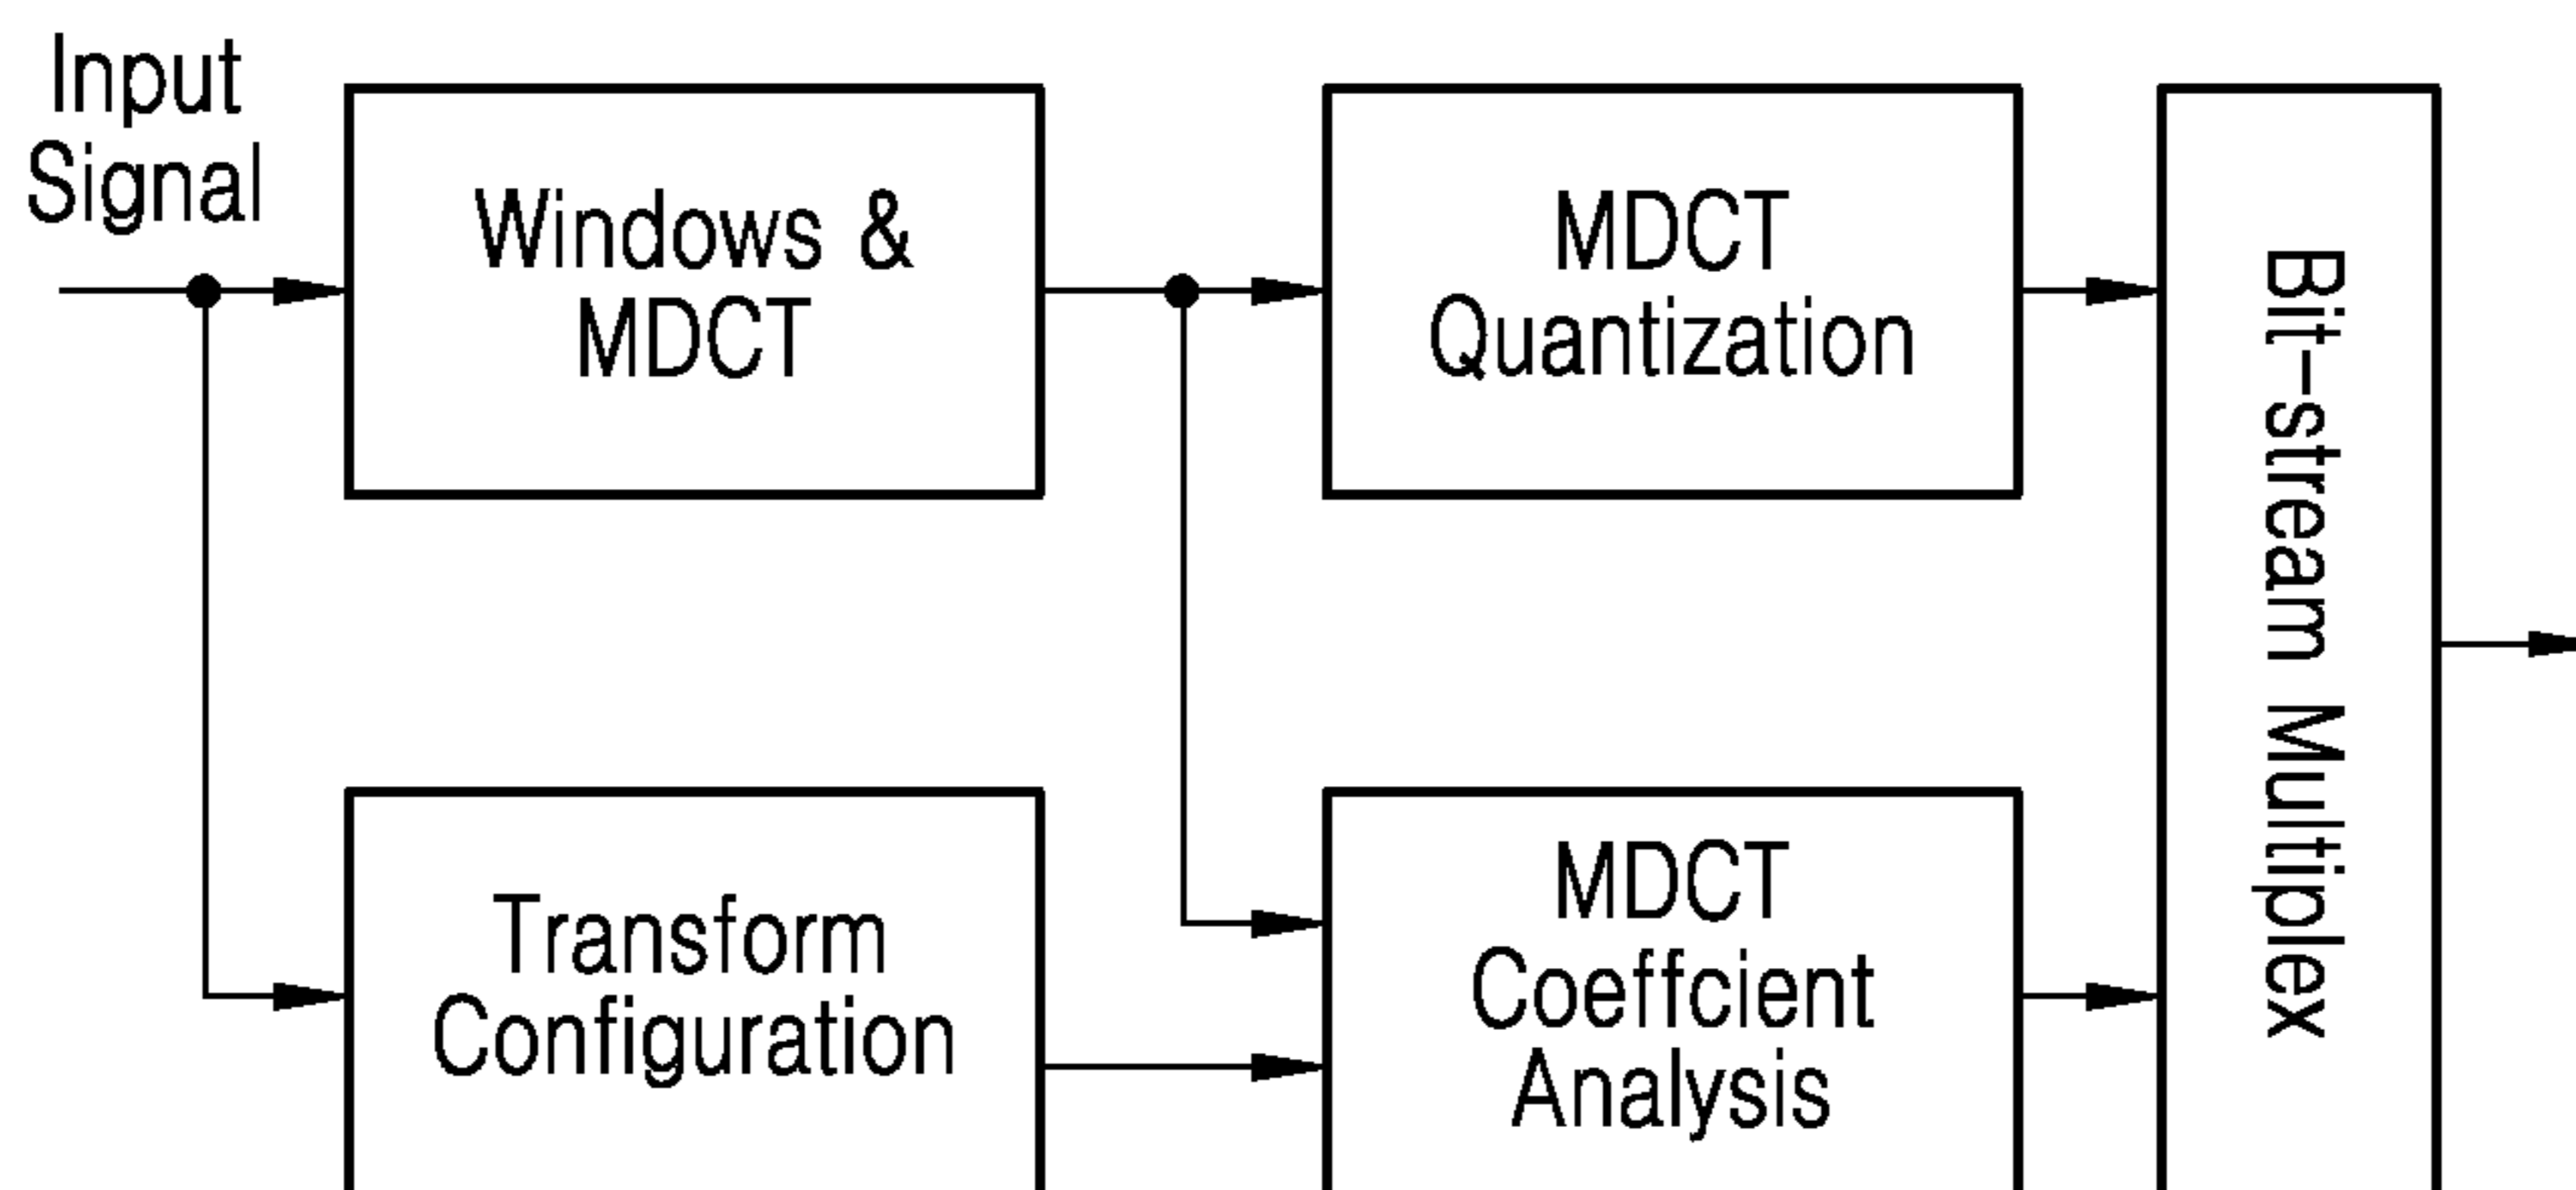 Input
Signal
Windows &
MDCT
MDCT
Quantization
Bit-stream Multiplex
Transform
Configuration
MDCT
Coeffcient
Analysis